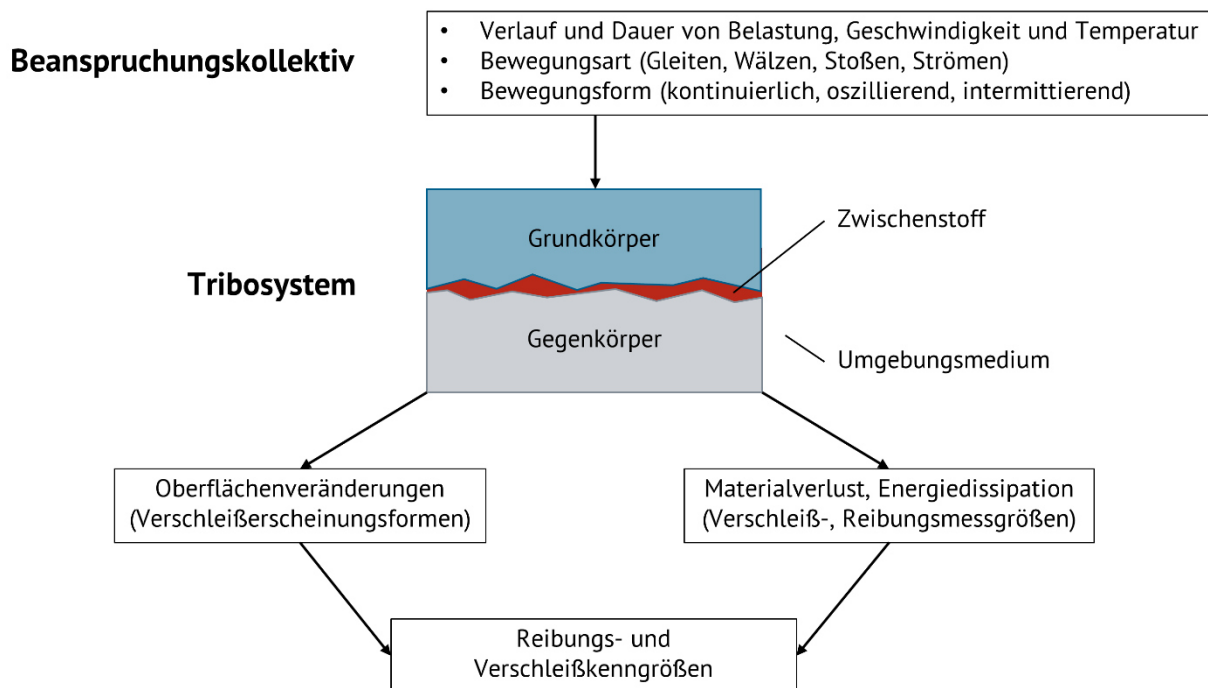 Beanspruchungskollektiv
• Verlauf und Dauer von Belastung, Geschwindigkeit und Temperatur
• Bewegungsart (Gleiten, Wälzen, Stoßen, Strömen)
• Bewegungsform (kontinuierlich, oszillierend, intermittierend)
Tribosystem
Grundkörper
Zwischenstoff
Gegenkörper
Umgebungsmedium
Oberflächenveränderungen
(Verschleißerscheinungsformen)
Materialverlust, Energiedissipation
(Verschleiß-, Reibungsmessgrößen)
Reibungs- und
Verschleißkenngrößen